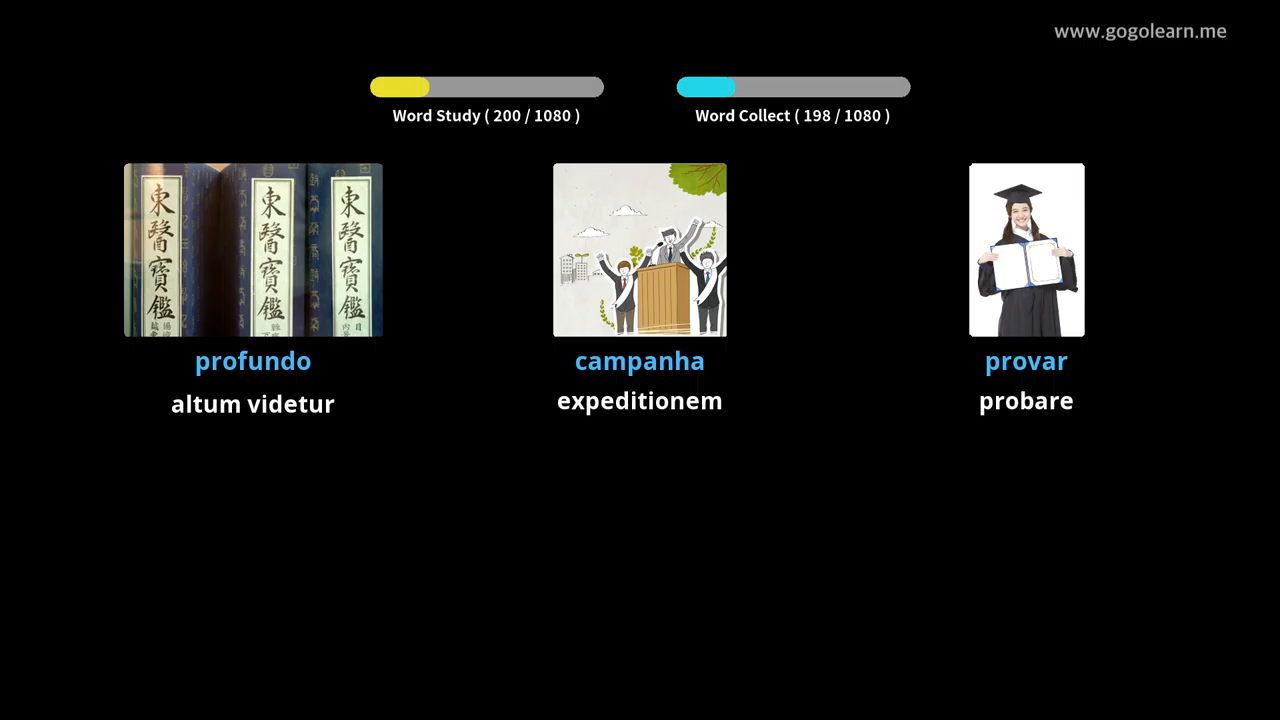 www.gogolearn.me
Word Study ( 200 / 1080 )
Word Collect ( 198 / 1080 )
東醫寶鑑
東醫寶鑑
東醫寶鑑
profundo
campanha
provar
altum videtur
expeditionem
probare